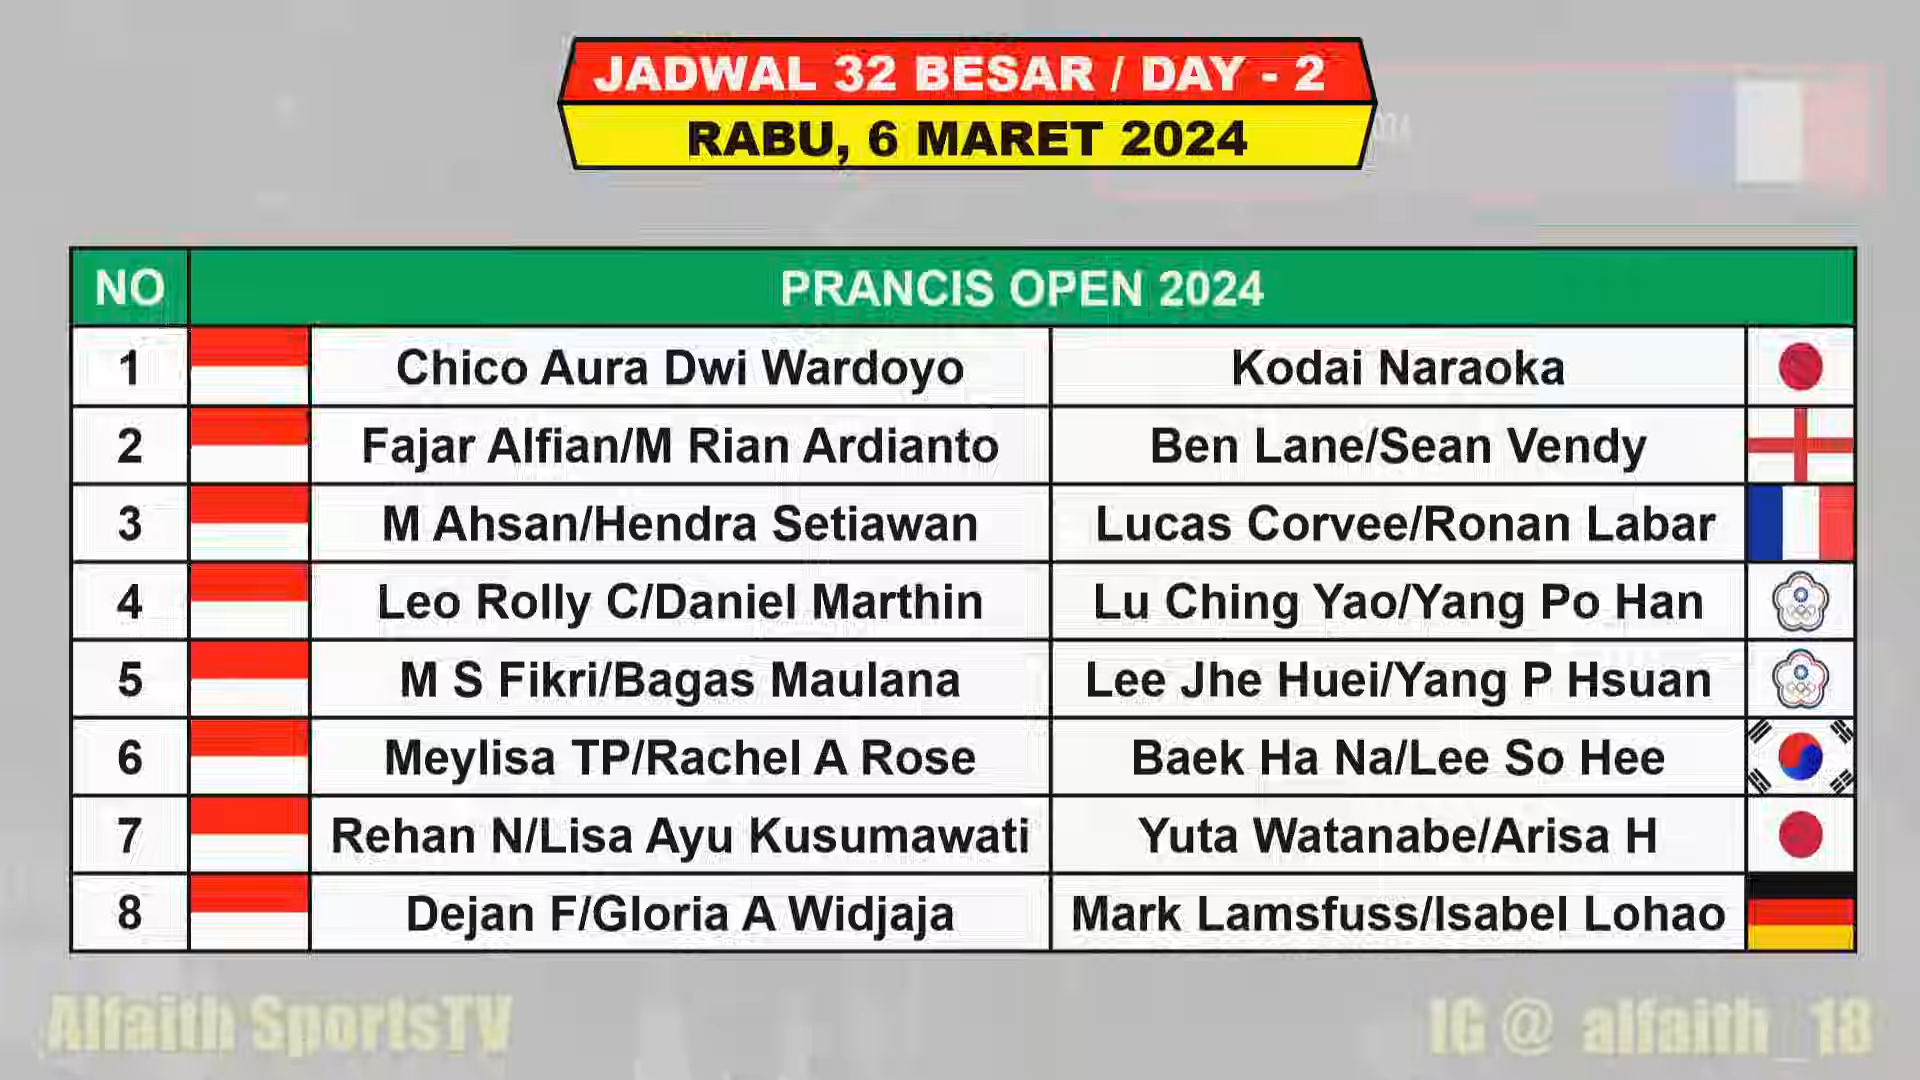 JADWAL 32 BESAR / DAY - 2
RABU, 6 MARET 2024
NO PRANCIS OPEN 2024
1 Chico Aura Dwi Wardoyo Kodai Naraoka
2 Fajar Alfian/M Rian Ardianto Ben Lane/Sean Vendy
3 M Ahsan/Hendra Setiawan Lucas Corvee/Ronan Labar
4 Leo Rolly C/Daniel Marthin Lu Ching Yao/Yang Po Han
5 M S Fikri/Bagas Maulana Lee Jhe Huei/Yang P Hsuan
6 Meylisa TP/Rachel A Rose Baek Ha Na/Lee So Hee
7 Rehan N/Lisa Ayu Kusumawati Yuta Watanabe/Arisa H
8 Dejan F/Gloria A Widjaja Mark Lamsfuss/Isabel Lohao
Alfaith SportsTV IG @ alfaith_18